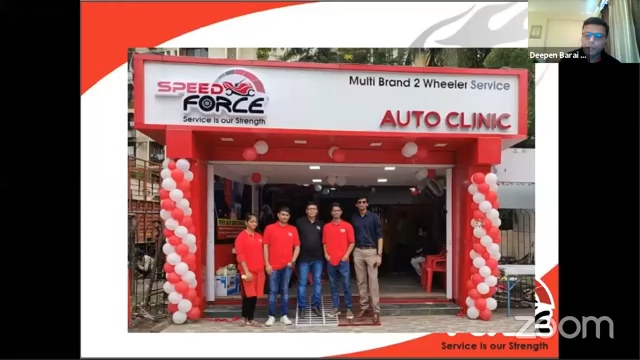 Deepen Barai ...
SPEED
FORCE
Service is our Strength
Multi Brand 2 Wheeler Service
AUTO CLINIC
zoom
Service is our Strength